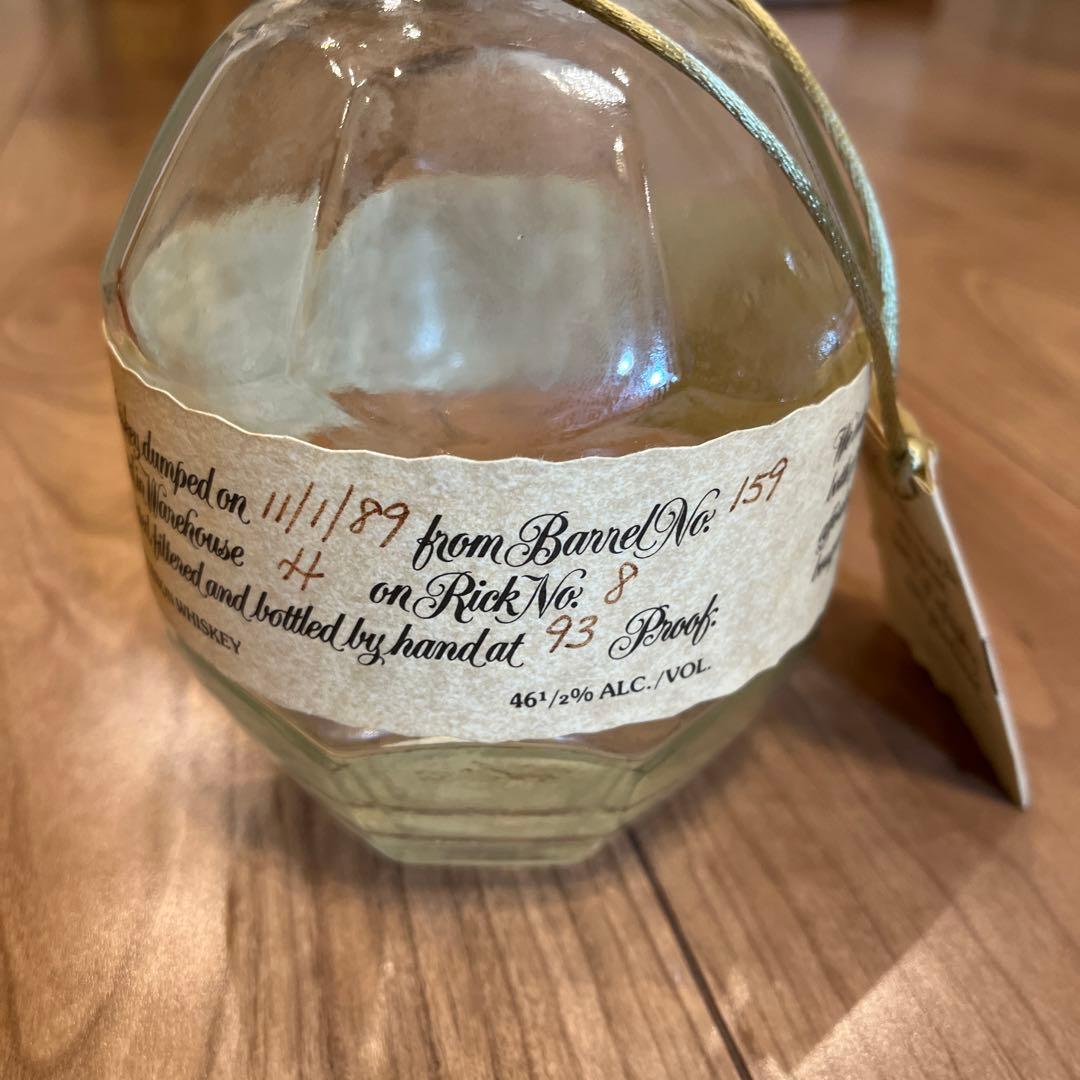 dumped on 11/1/89 from Barrel No. 159
in Warehouse H on Rick No. 8
filtered and bottled by hand at 93 Proof.
WHISKEY 46 1/2% ALC./VOL.